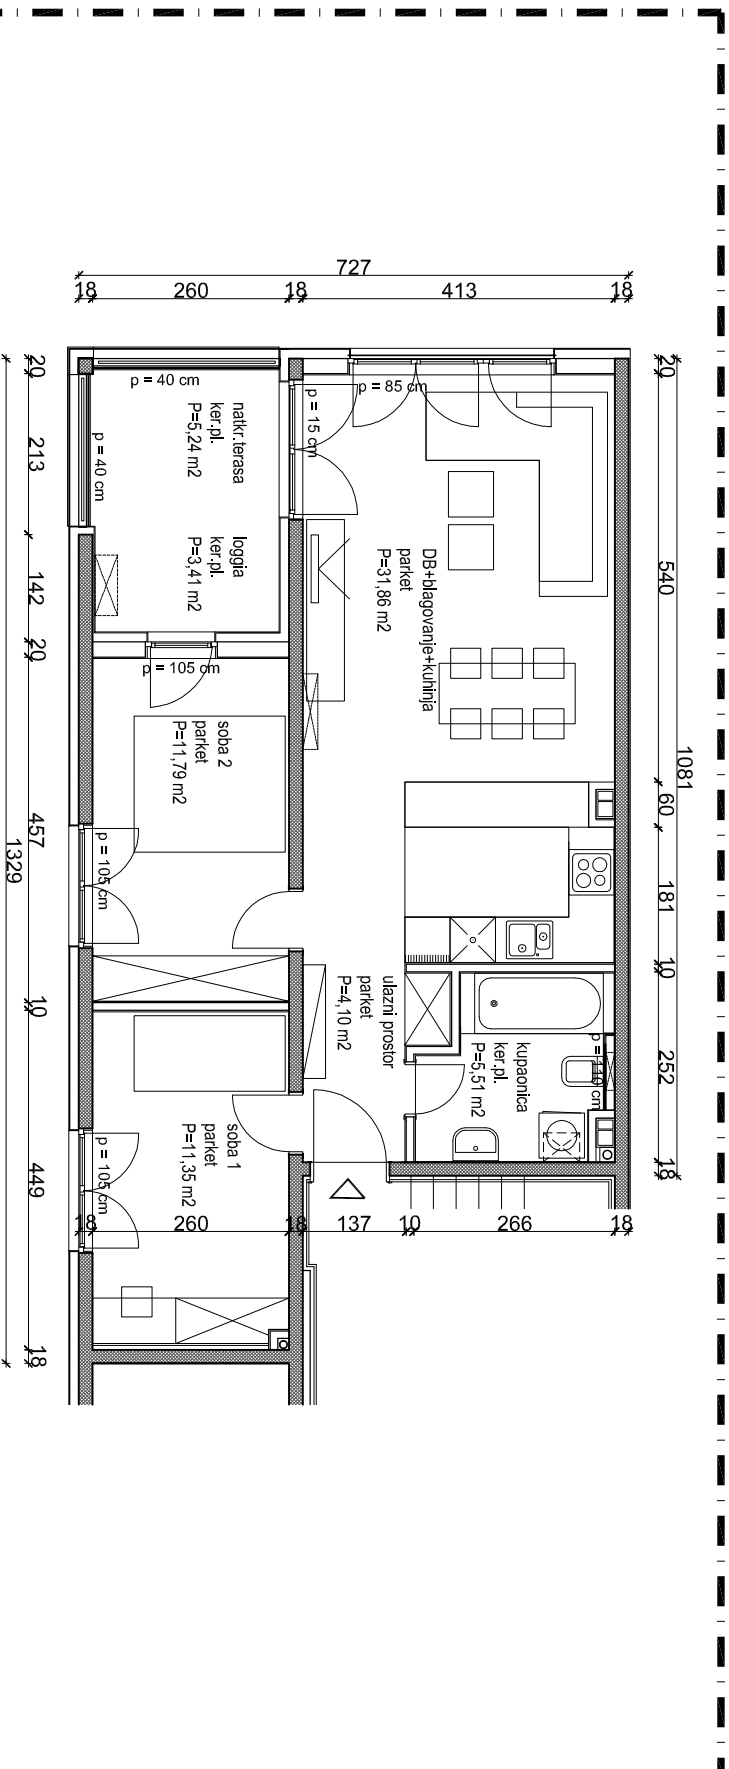 727
18 260 18 413 18
p = 40 cm
p = 85 cm
p = 15 cm
p = 40 cm
natkr.terasa
ker.pl.
P=5,24 m2
loggia
ker.pl.
P=3,41 m2
DB+blagovanje+kuhinja
parket
P=31,86 m2
p = 105 cm
soba 2
parket
P=11,79 m2
p = 105 cm
ulazni prostor
parket
P=4,10 m2
kupaonica
ker.pl.
P=5,51 m2
p = 110 cm
soba 1
parket
P=11,35 m2
p = 105 cm
18 260 18 137 10 266 18
20 213 142 20 457 10 449 18
1329
20 540 60 181 10 252 18
1081